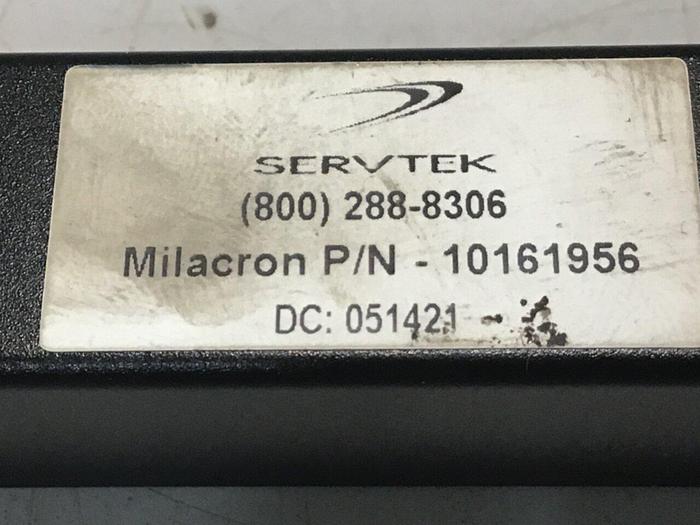 SERVTEK
(800) 288-8306
Milacron P/N - 10161956
DC: 051421